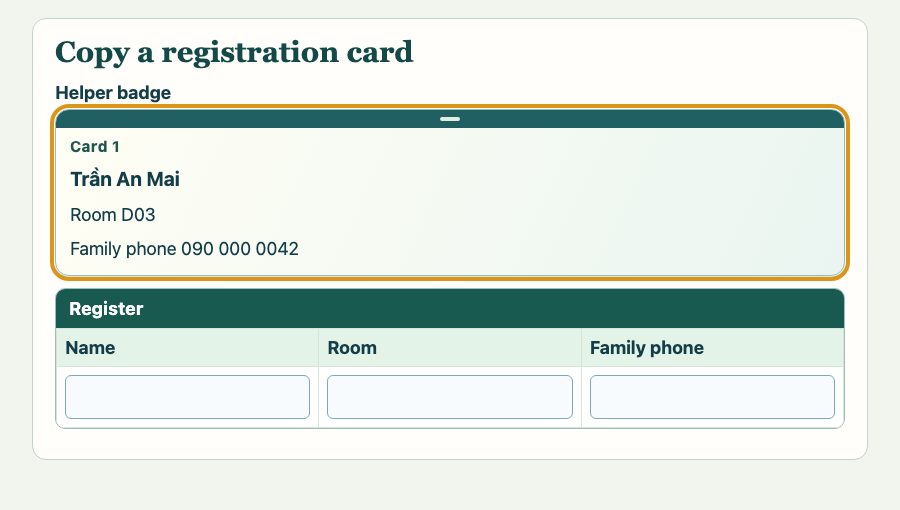 Copy a registration card
Helper badge
Card 1
Trần An Mai
Room D03
Family phone 090 000 0042
Register
Name Room Family phone